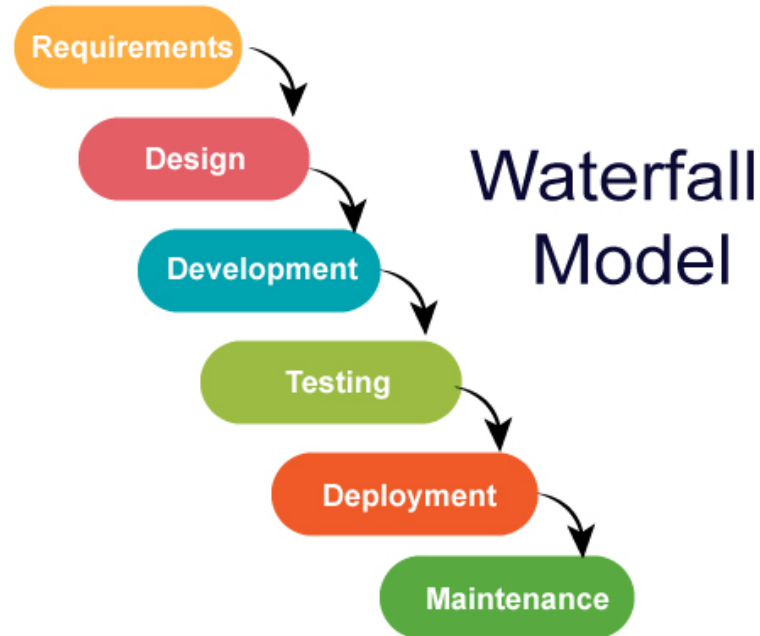 Requirements
Design
Waterfall
Model
Development
Testing
Deployment
Maintenance